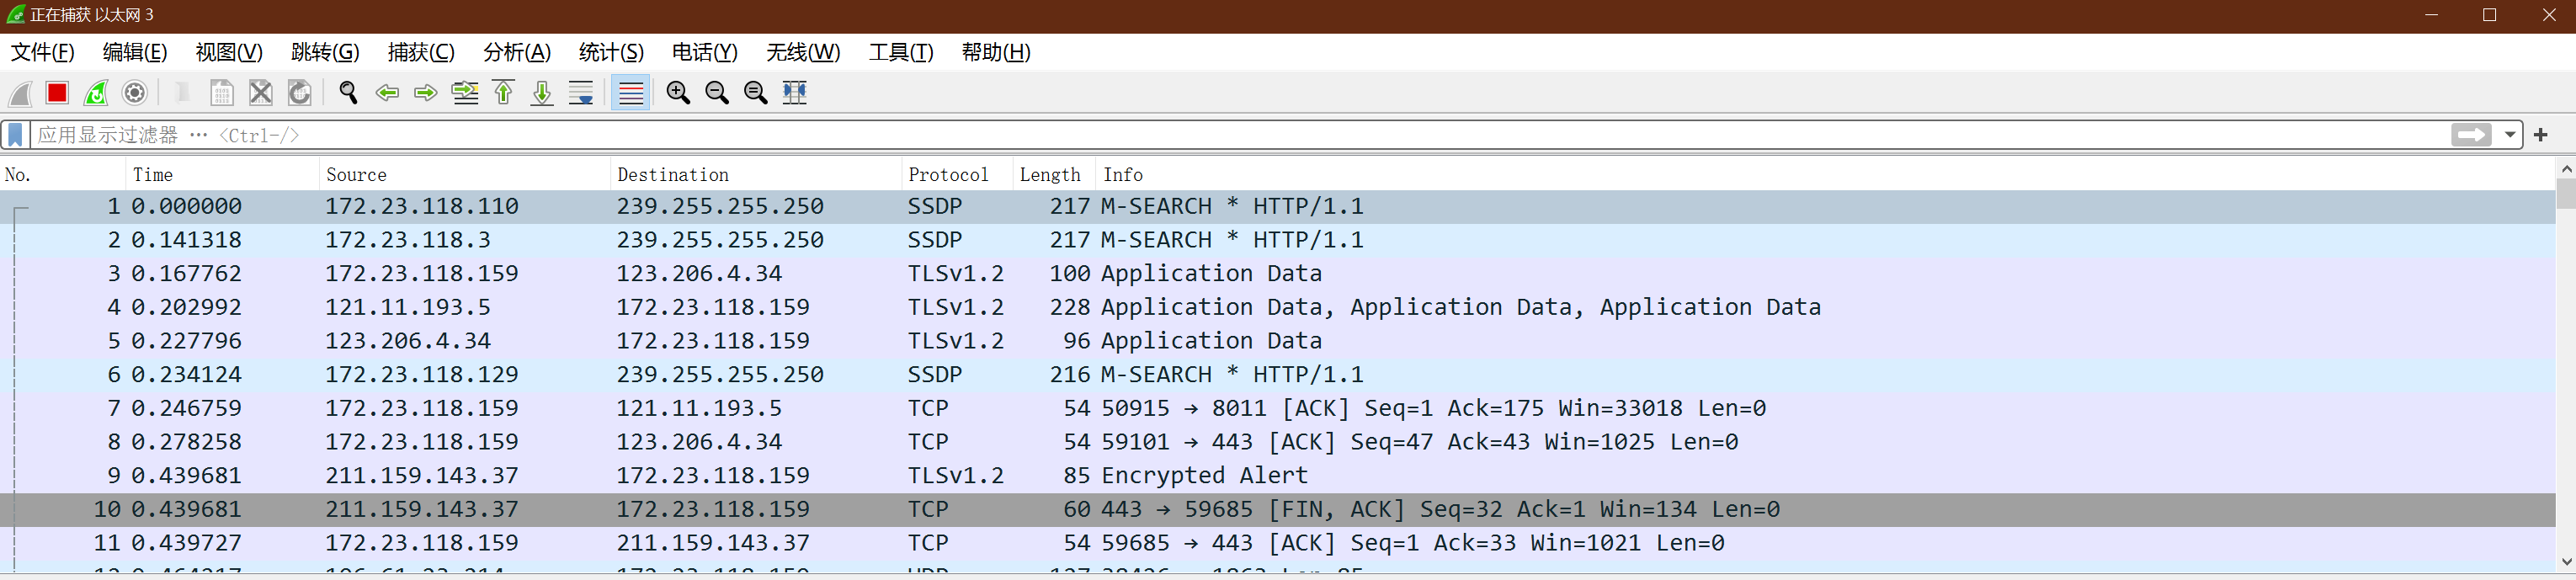 正在捕获 以太网 3
文件(F) 编辑(E) 视图(V) 跳转(G) 捕获(C) 分析(A) 统计(S) 电话(Y) 无线(W) 工具(T) 帮助(H)
应用显示过滤器 … <Ctrl-/>
No. Time Source Destination Protocol Length Info
1 0.000000 172.23.118.110 239.255.255.250 SSDP 217 M-SEARCH * HTTP/1.1
2 0.141318 172.23.118.3 239.255.255.250 SSDP 217 M-SEARCH * HTTP/1.1
3 0.167762 172.23.118.159 123.206.4.34 TLSv1.2 100 Application Data
4 0.202992 121.11.193.5 172.23.118.159 TLSv1.2 228 Application Data, Application Data, Application Data
5 0.227796 123.206.4.34 172.23.118.159 TLSv1.2 96 Application Data
6 0.234124 172.23.118.129 239.255.255.250 SSDP 216 M-SEARCH * HTTP/1.1
7 0.246759 172.23.118.159 121.11.193.5 TCP 54 50915 → 8011 [ACK] Seq=1 Ack=175 Win=33018 Len=0
8 0.278258 172.23.118.159 123.206.4.34 TCP 54 59101 → 443 [ACK] Seq=47 Ack=43 Win=1025 Len=0
9 0.439681 211.159.143.37 172.23.118.159 TLSv1.2 85 Encrypted Alert
10 0.439681 211.159.143.37 172.23.118.159 TCP 60 443 → 59685 [FIN, ACK] Seq=32 Ack=1 Win=134 Len=0
11 0.439727 172.23.118.159 211.159.143.37 TCP 54 59685 → 443 [ACK] Seq=1 Ack=33 Win=1021 Len=0